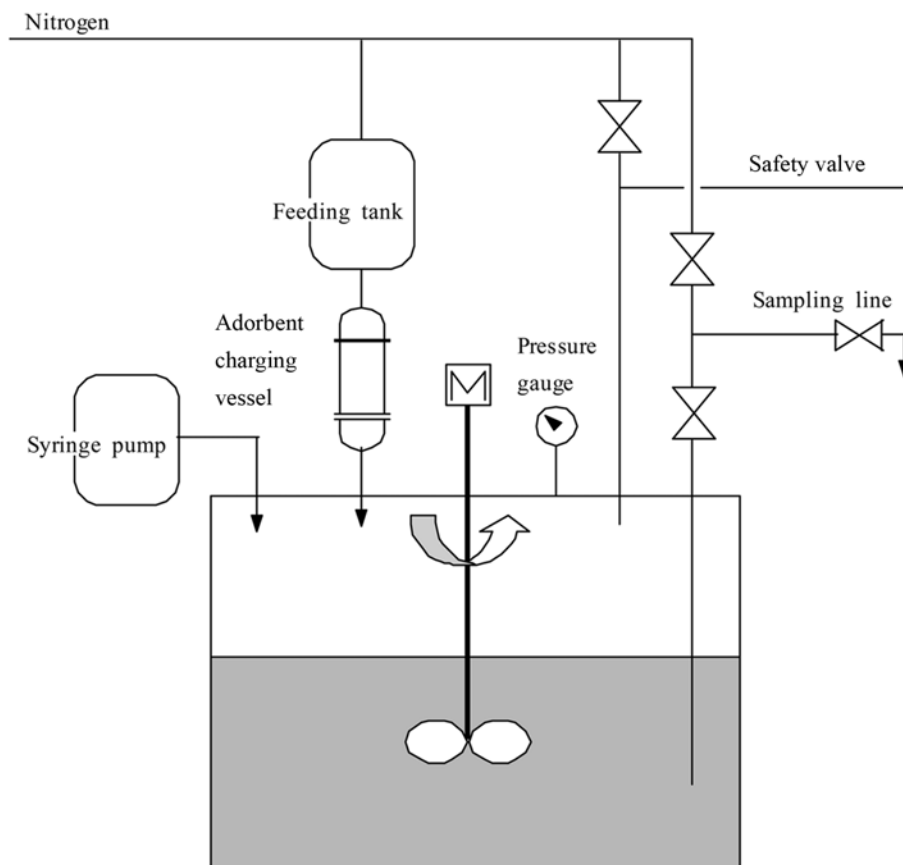 Nitrogen
Safety valve
Feeding tank
Sampling line
Adorbent
charging
vessel
Pressure
gauge
M
Syringe pump